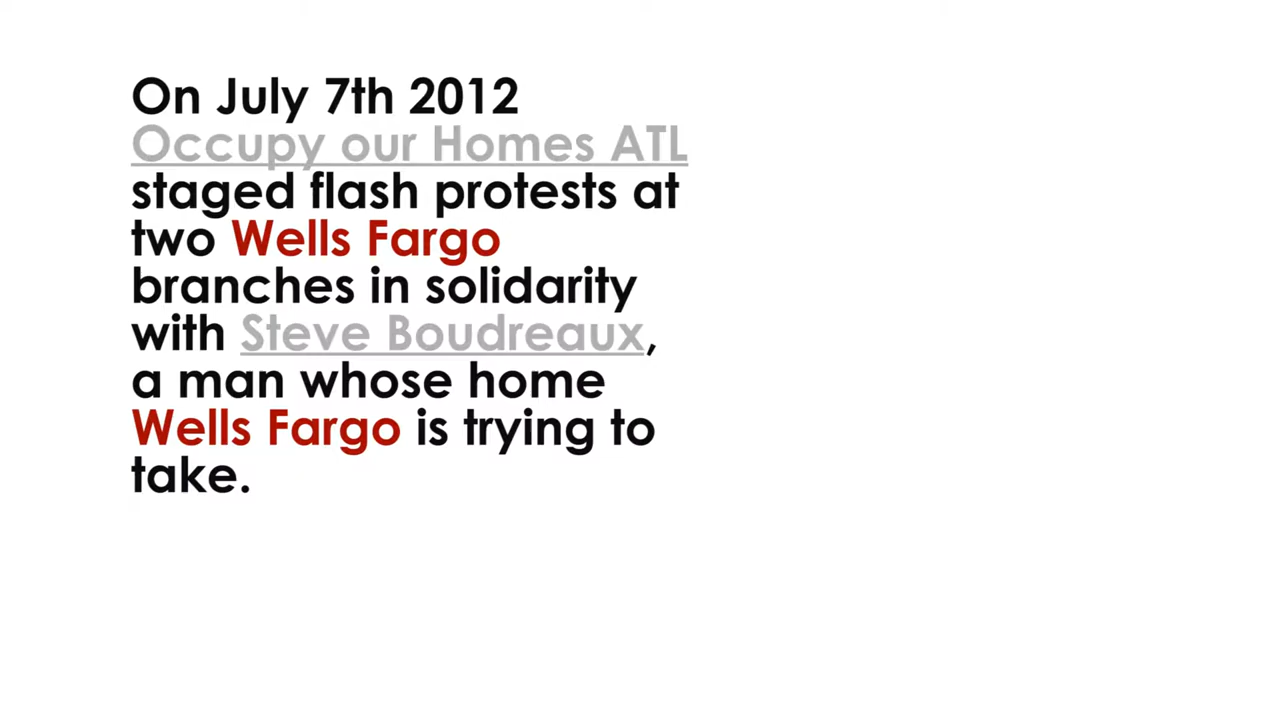 On July 7th 2012
Occupy our Homes ATL
staged flash protests at
two Wells Fargo
branches in solidarity
with Steve Boudreaux,
a man whose home
Wells Fargo is trying to
take.